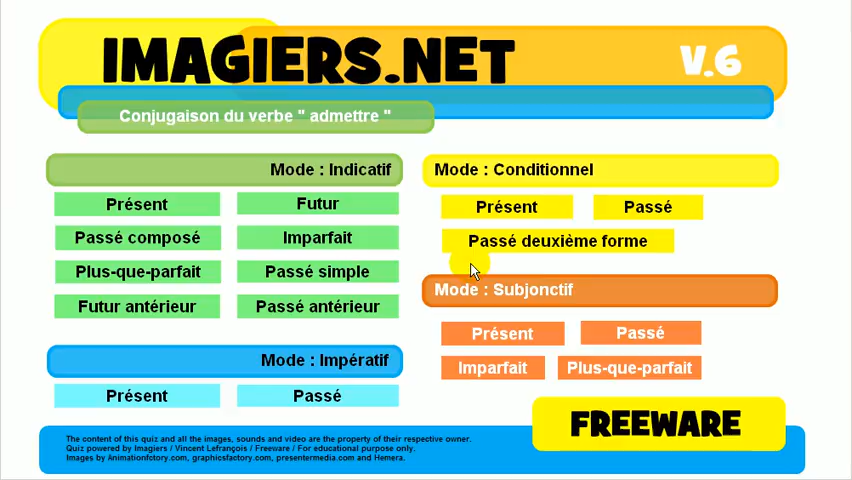 IMAGIERS.NET
V.6
Conjugaison du verbe " admettre "
Mode : Indicatif
Présent
Futur
Passé composé
Imparfait
Plus-que-parfait
Passé simple
Futur antérieur
Passé antérieur
Mode : Impératif
Présent
Passé
Mode : Conditionnel
Présent
Passé
Passé deuxième forme
Mode : Subjonctif
Présent
Passé
Imparfait
Plus-que-parfait
FREEWARE
The content of this quiz and all the images, sounds and video are the property of their respective owner.
Quiz powered by Imagiers / Vincent Lefrançois / Freeware / For educational purpose only.
Images by Animationfctory.com, graphicsfactory.com, presentermedia.com and Hemera.